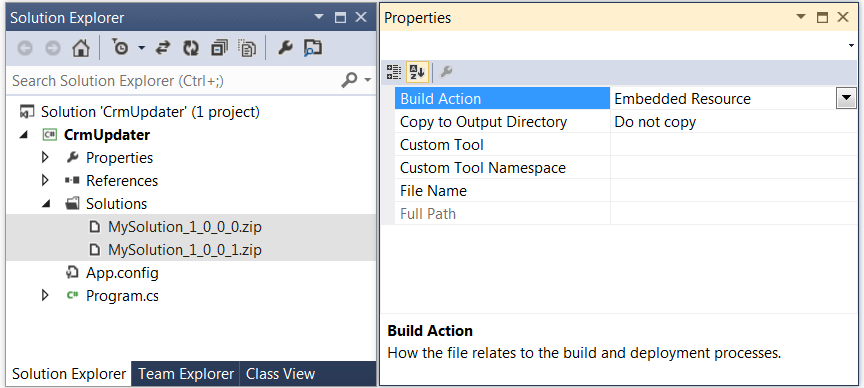 Solution Explorer
Search Solution Explorer (Ctrl+;)
Solution 'CrmUpdater' (1 project)
C# CrmUpdater
Properties
References
Solutions
MySolution_1_0_0_0.zip
MySolution_1_0_0_1.zip
App.config
C# Program.cs
Solution Explorer Team Explorer Class View
Properties
Build Action Embedded Resource
Copy to Output Directory Do not copy
Custom Tool
Custom Tool Namespace
File Name
Full Path
Build Action
How the file relates to the build and deployment processes.